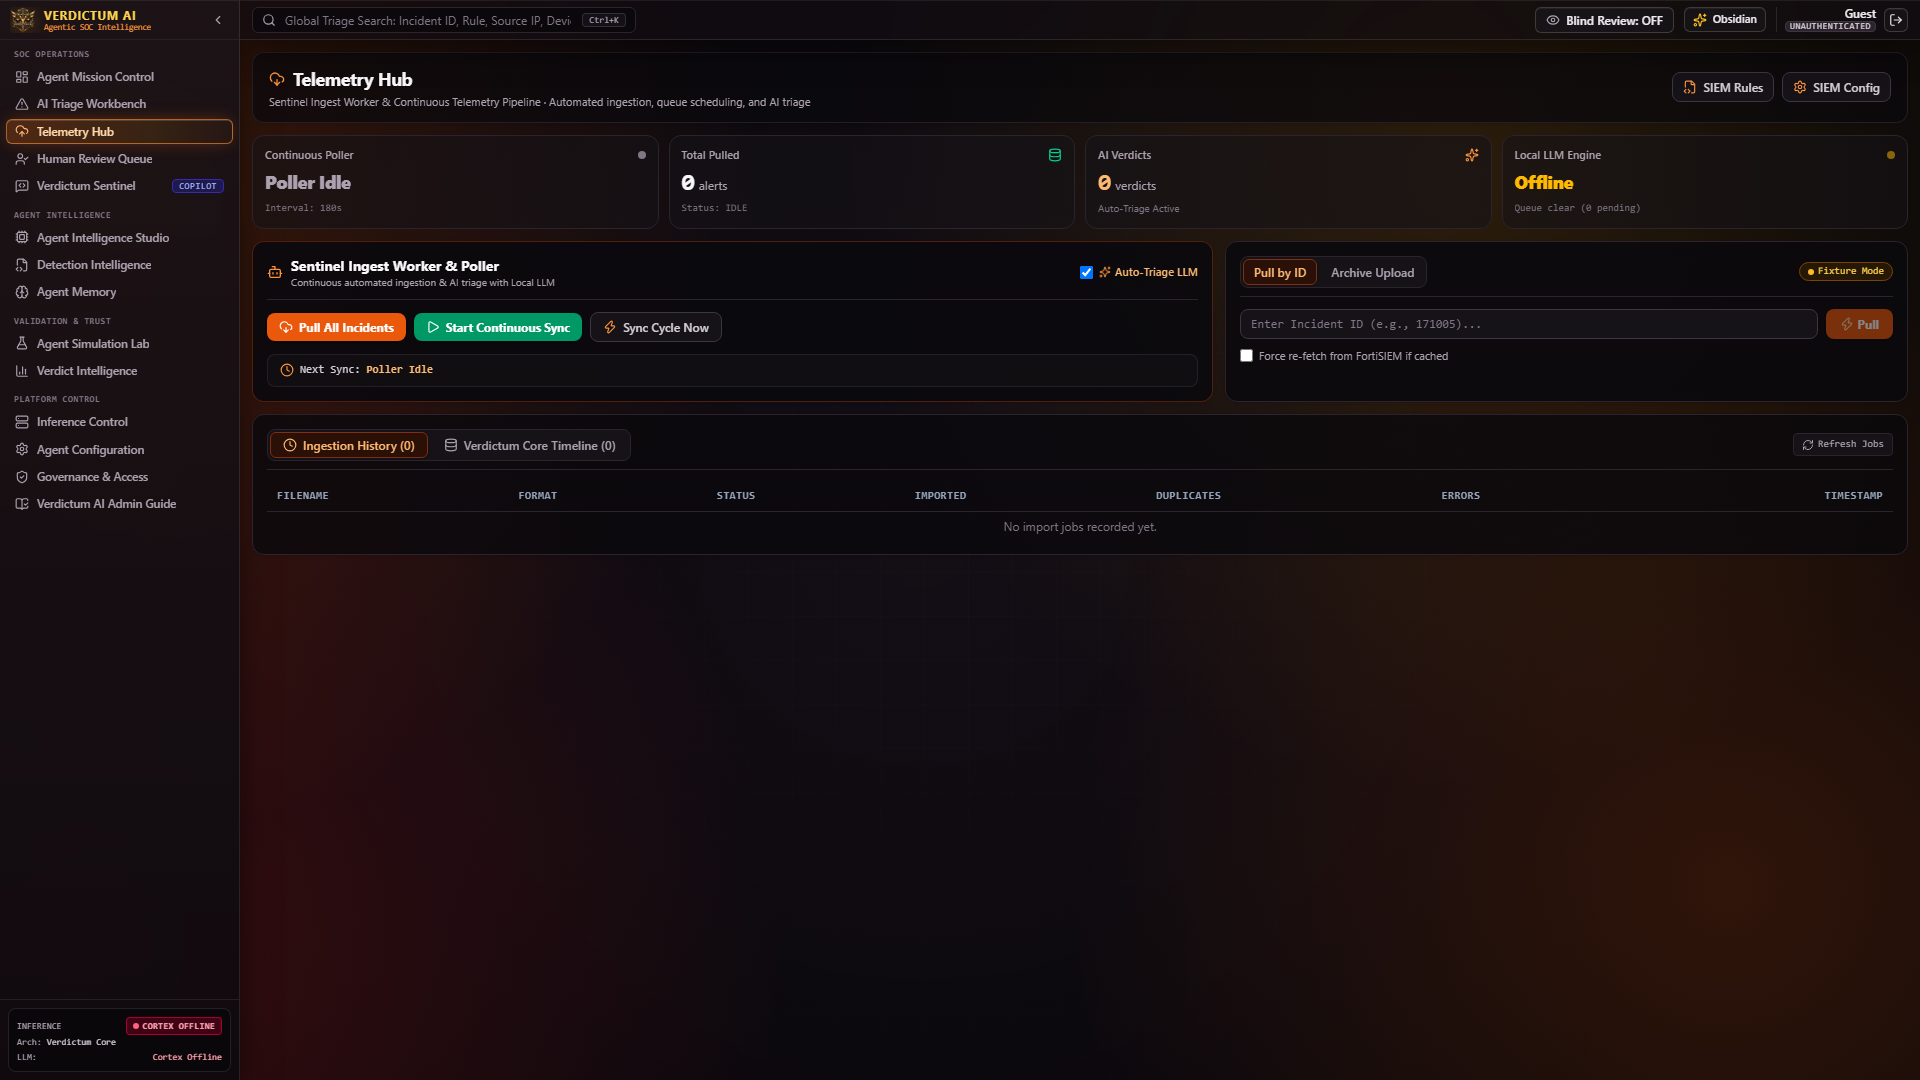 VERDICTUM AI
Agentic SOC Intelligence
Global Triage Search: Incident ID, Rule, Source IP, Devi
Ctrl+K
Blind Review: OFF
Obsidian
Guest
UNAUTHENTICATED
SOC OPERATIONS
Agent Mission Control
AI Triage Workbench
Telemetry Hub
Human Review Queue
Verdictum Sentinel
COPILOT
AGENT INTELLIGENCE
Agent Intelligence Studio
Detection Intelligence
Agent Memory
VALIDATION & TRUST
Agent Simulation Lab
Verdict Intelligence
PLATFORM CONTROL
Inference Control
Agent Configuration
Governance & Access
Verdictum AI Admin Guide
INFERENCE
CORTEX OFFLINE
Arch: Verdictum Core
LLM:
Cortex Offline
Telemetry Hub
Sentinel Ingest Worker & Continuous Telemetry Pipeline · Automated ingestion, queue scheduling, and AI triage
SIEM Rules
SIEM Config
Continuous Poller
Poller Idle
Interval: 180s
Total Pulled
0 alerts
Status: IDLE
AI Verdicts
0 verdicts
Auto-Triage Active
Local LLM Engine
Offline
Queue clear (0 pending)
Sentinel Ingest Worker & Poller
Continuous automated ingestion & AI triage with Local LLM
Auto-Triage LLM
Pull All Incidents
Start Continuous Sync
Sync Cycle Now
Next Sync: Poller Idle
Pull by ID
Archive Upload
Fixture Mode
Enter Incident ID (e.g., 171005)...
Pull
Force re-fetch from FortiSIEM if cached
Ingestion History (0)
Verdictum Core Timeline (0)
Refresh Jobs
FILENAME
FORMAT
STATUS
IMPORTED
DUPLICATES
ERRORS
TIMESTAMP
No import jobs recorded yet.